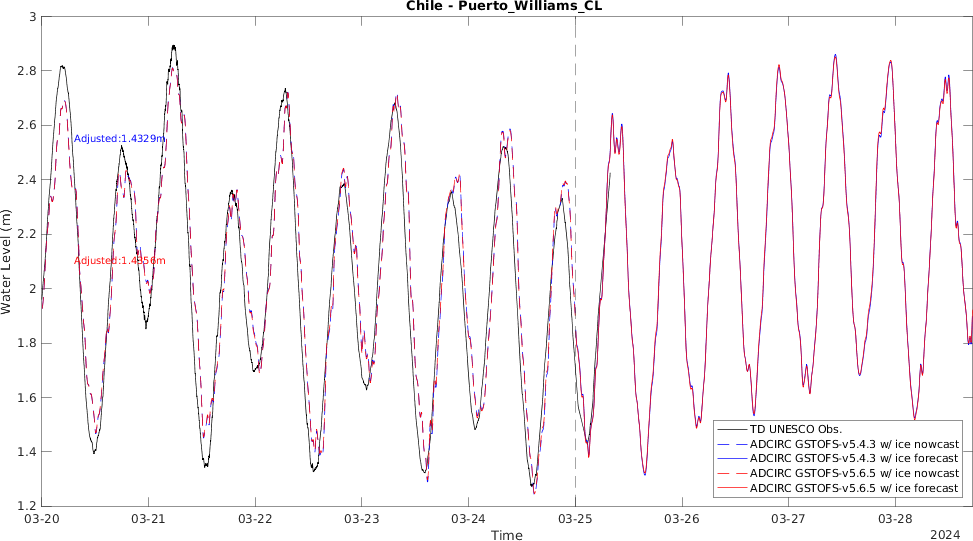 Chile - Puerto_Williams_CL
3
2.8
2.6
2.4
2.2
2
1.8
1.6
1.4
1.2
Water Level (m)
Adjusted:1.4329m
Adjusted:1.4356m
03-20
03-21
03-22
03-23
03-24
03-25
03-26
03-27
03-28
Time
2024
TD UNESCO Obs.
ADCIRC GSTOFS-v5.4.3 w/ ice nowcast
ADCIRC GSTOFS-v5.4.3 w/ ice forecast
ADCIRC GSTOFS-v5.6.5 w/ ice nowcast
ADCIRC GSTOFS-v5.6.5 w/ ice forecast